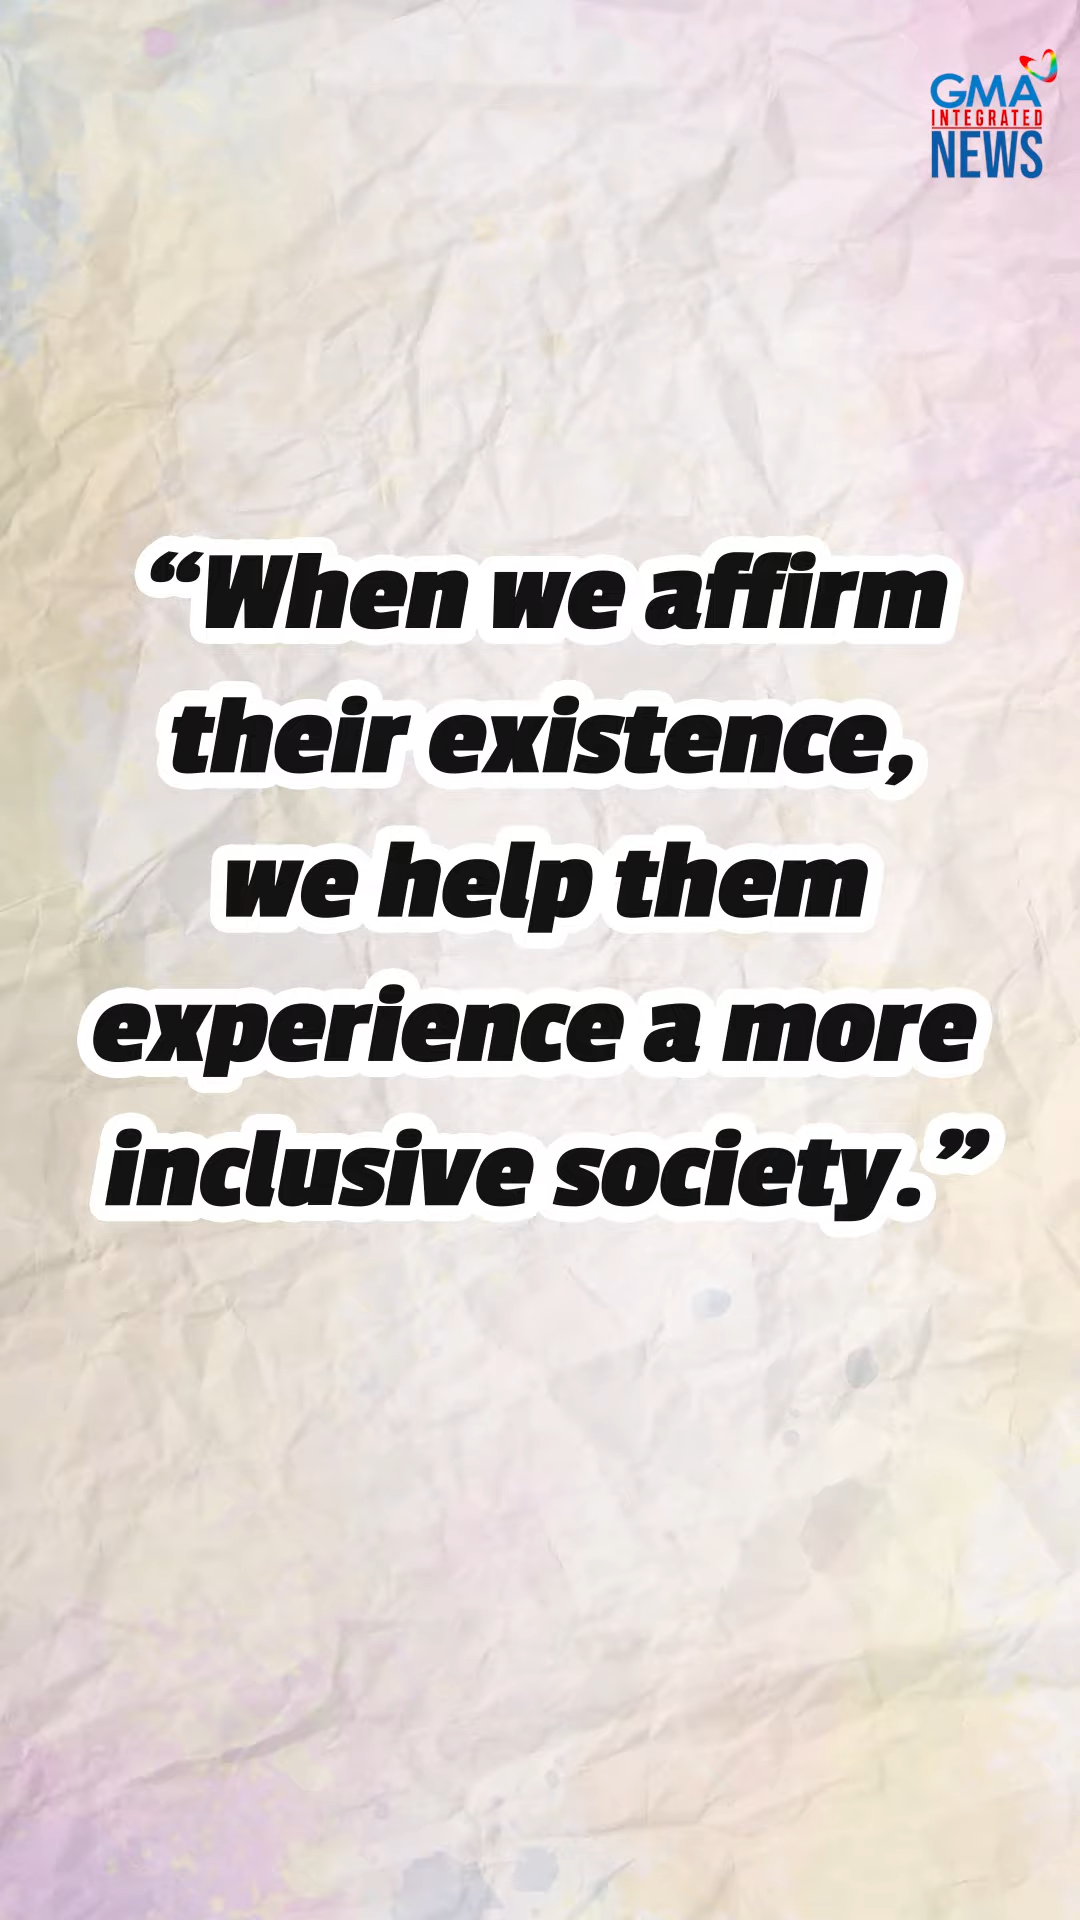 GMA
INTEGRATED
NEWS
“When we affirm
their existence,
we help them
experience a more
inclusive society.”